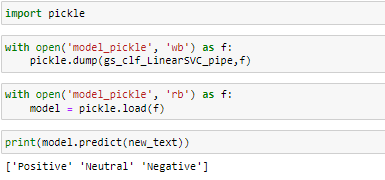 import pickle
with open('model_pickle', 'wb') as f:
    pickle.dump(gs_clf_LinearSVC_pipe,f)
with open('model_pickle', 'rb') as f:
    model = pickle.load(f)
print(model.predict(new_text))
['Positive' 'Neutral' 'Negative']